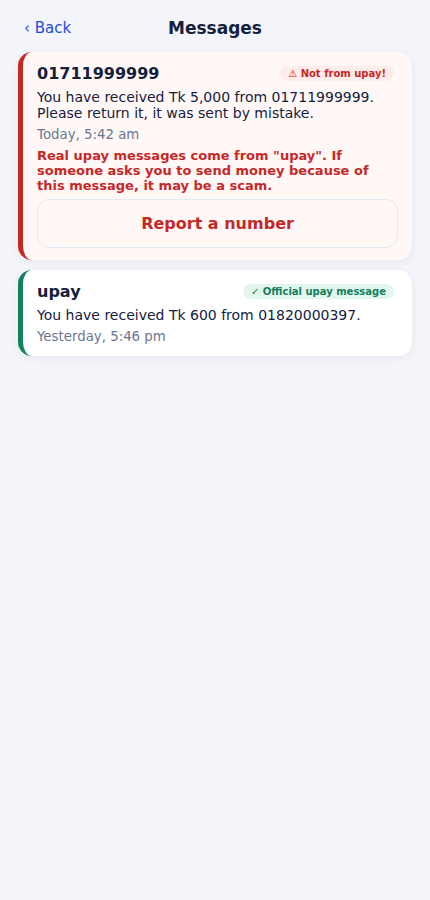 ‹ Back
Messages
01711999999
⚠ Not from upay!
You have received Tk 5,000 from 01711999999.
Please return it, it was sent by mistake.
Today, 5:42 am
Real upay messages come from "upay". If
someone asks you to send money because of
this message, it may be a scam.
Report a number
upay
✓ Official upay message
You have received Tk 600 from 01820000397.
Yesterday, 5:46 pm